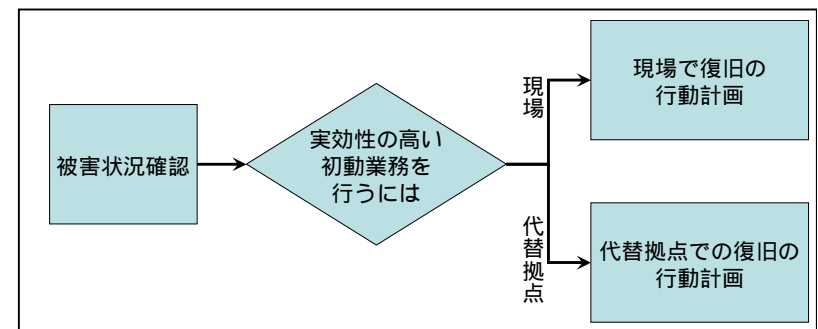 被害状況確認
実効性の高い
初動業務を
行うには
現場
現場で復旧の
行動計画
代替拠点
代替拠点での復旧の
行動計画